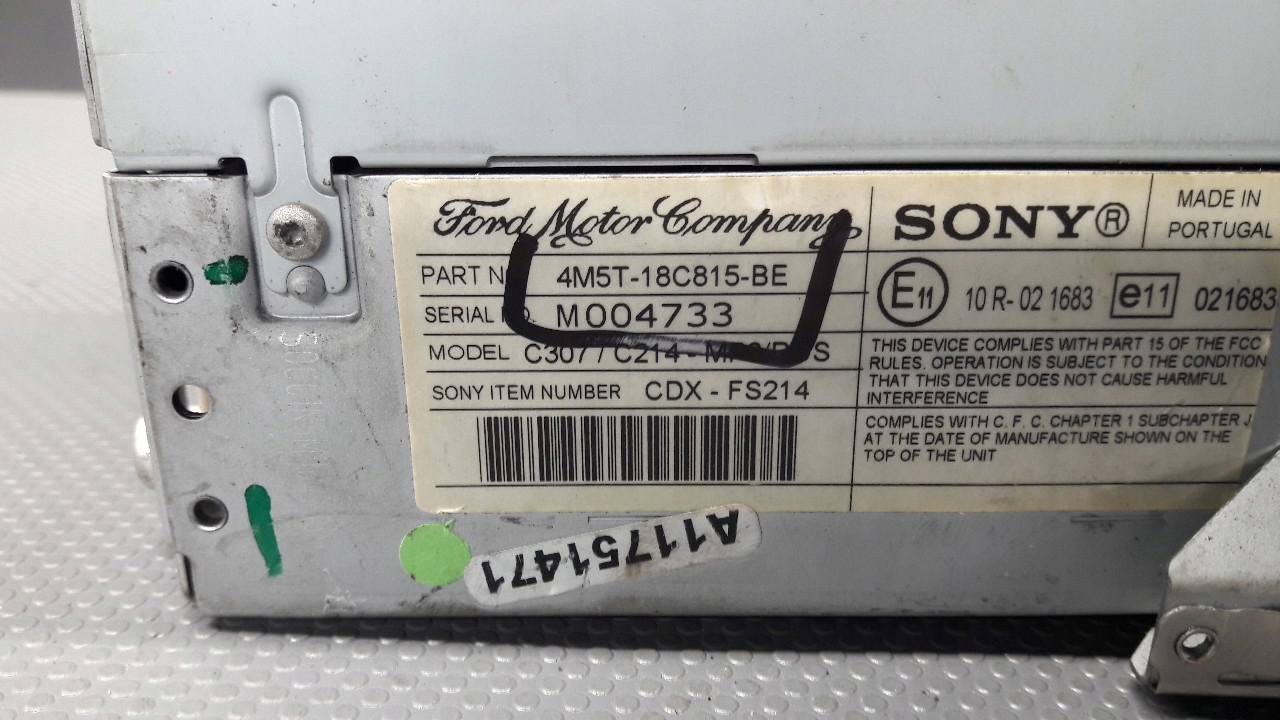 Ford Motor Company
PART NO. 4M5T-18C815-BE
SERIAL NO. M004733
MODEL C307 / C214 -
SONY ITEM NUMBER CDX - FS214
SONY®
MADE IN
PORTUGAL
E11 10 R- 02 1683 e11 021683
THIS DEVICE COMPLIES WITH PART 15 OF THE FCC
RULES. OPERATION IS SUBJECT TO THE CONDITION
THAT THIS DEVICE DOES NOT CAUSE HARMFUL
INTERFERENCE
COMPLIES WITH C. F. C. CHAPTER 1 SUBCHAPTER J
AT THE DATE OF MANUFACTURE SHOWN ON THE
TOP OF THE UNIT
A11751471